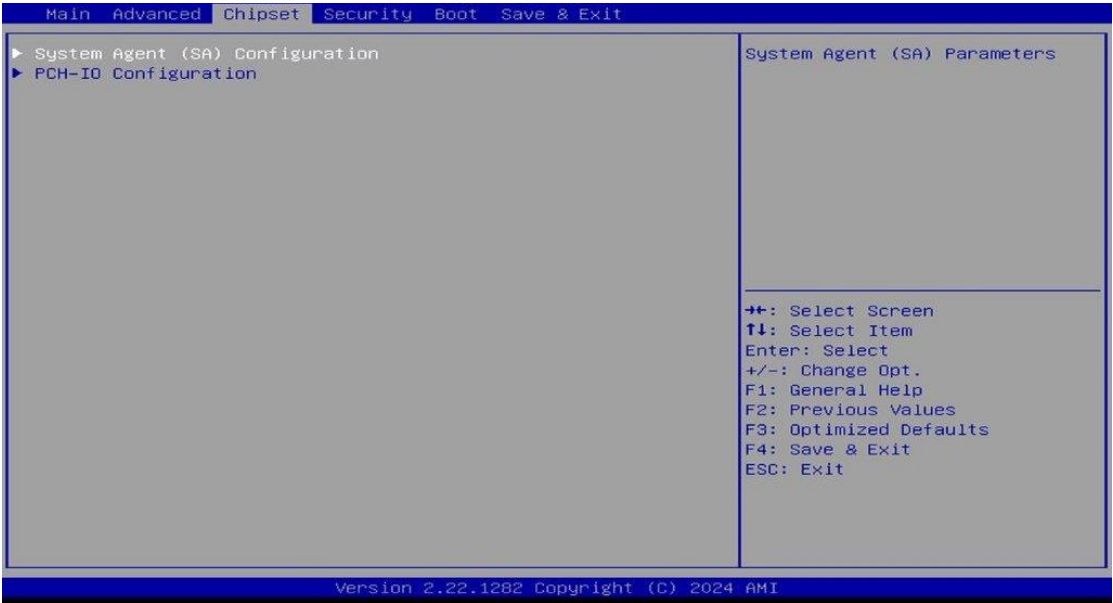 Main Advanced Chipset Security Boot Save & Exit
► System Agent (SA) Configuration
► PCH-IO Configuration
System Agent (SA) Parameters
→←: Select Screen
↑↓: Select Item
Enter: Select
+/-: Change Opt.
F1: General Help
F2: Previous Values
F3: Optimized Defaults
F4: Save & Exit
ESC: Exit
Version 2.22.1282 Copyright (C) 2024 AMI